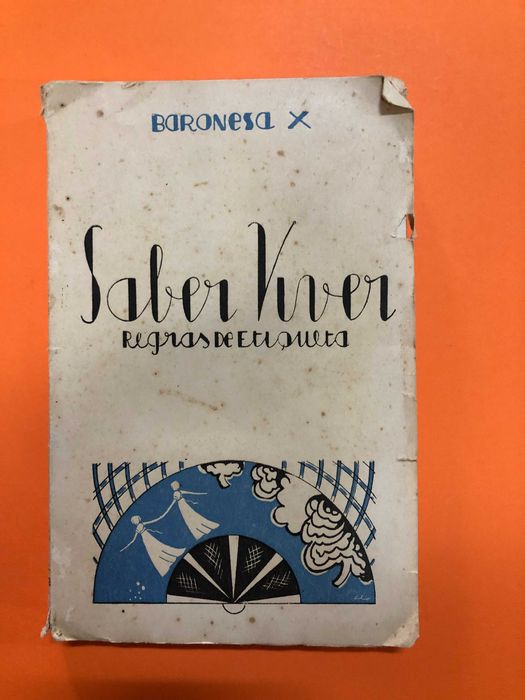 BARONESA X
Saber Viver
Regras de Etiqueta